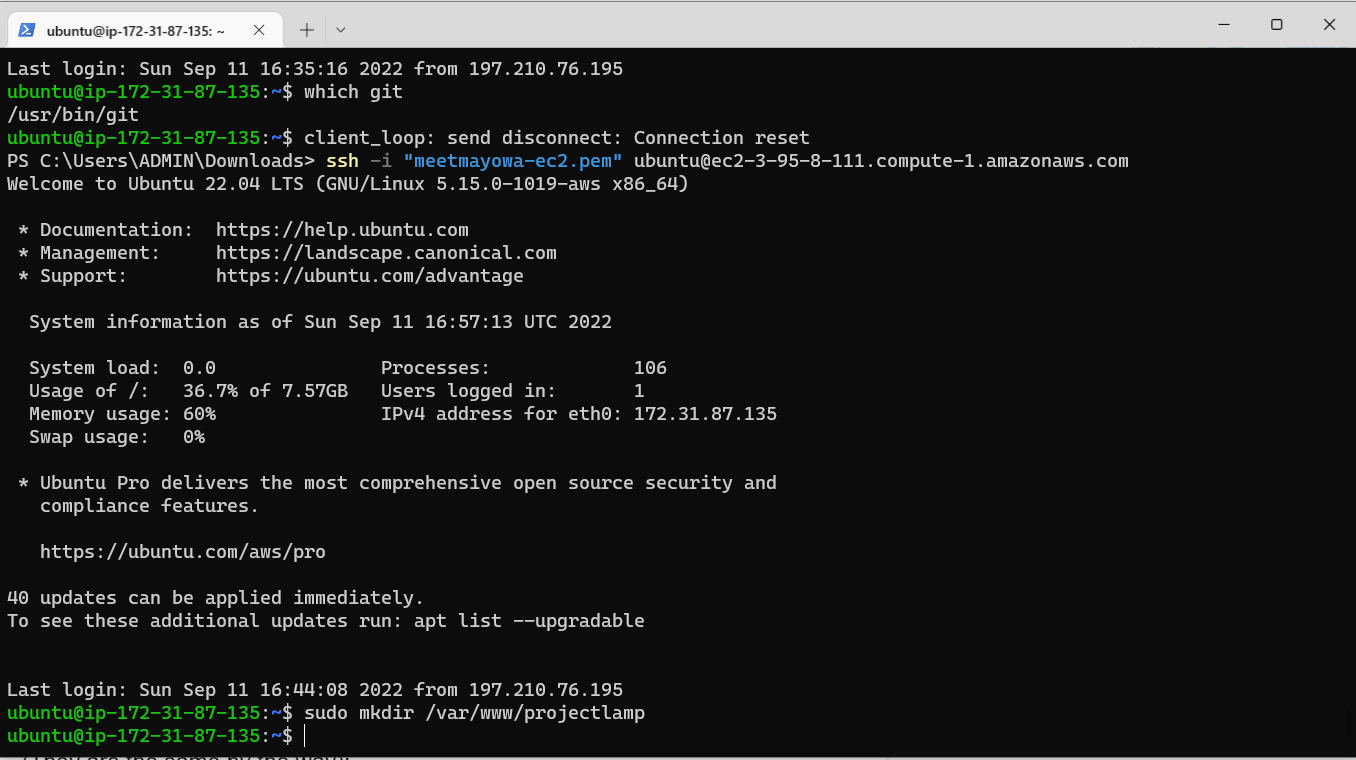 ubuntu@ip-172-31-87-135: ~
Last login: Sun Sep 11 16:35:16 2022 from 197.210.76.195
ubuntu@ip-172-31-87-135:~$ which git
/usr/bin/git
ubuntu@ip-172-31-87-135:~$ client_loop: send disconnect: Connection reset
PS C:\Users\ADMIN\Downloads> ssh -i "meetmayowa-ec2.pem" ubuntu@ec2-3-95-8-111.compute-1.amazonaws.com
Welcome to Ubuntu 22.04 LTS (GNU/Linux 5.15.0-1019-aws x86_64)

 * Documentation:  https://help.ubuntu.com
 * Management:     https://landscape.canonical.com
 * Support:        https://ubuntu.com/advantage

  System information as of Sun Sep 11 16:57:13 UTC 2022

  System load:  0.0               Processes:             106
  Usage of /:   36.7% of 7.57GB   Users logged in:       1
  Memory usage: 60%               IPv4 address for eth0: 172.31.87.135
  Swap usage:   0%

 * Ubuntu Pro delivers the most comprehensive open source security and
   compliance features.

   https://ubuntu.com/aws/pro

40 updates can be applied immediately.
To see these additional updates run: apt list --upgradable

Last login: Sun Sep 11 16:44:08 2022 from 197.210.76.195
ubuntu@ip-172-31-87-135:~$ sudo mkdir /var/www/projectlamp
ubuntu@ip-172-31-87-135:~$